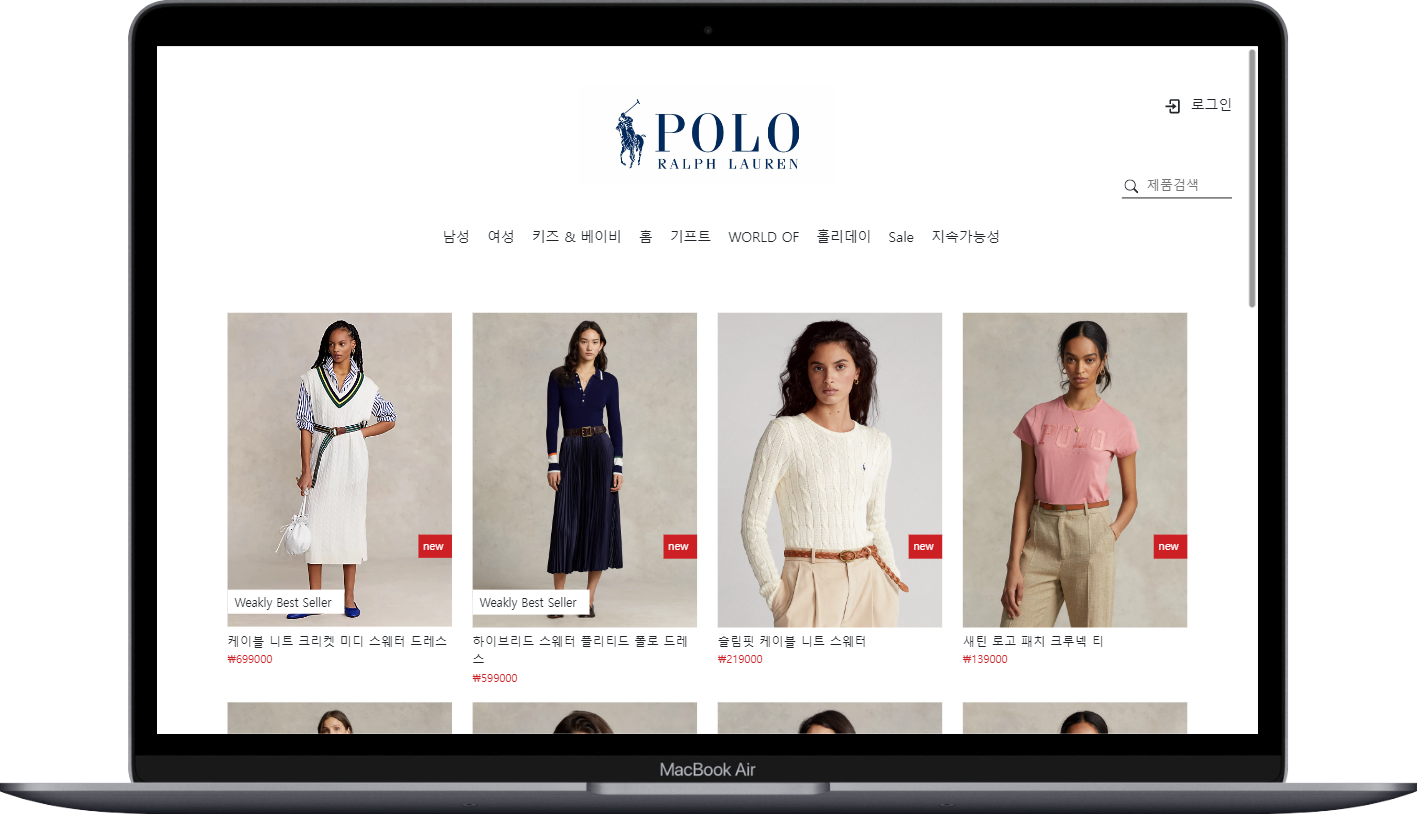 로그인
POLO
RALPH LAUREN
제품검색
남성 여성 키즈 & 베이비 홈 기프트 WORLD OF 홀리데이 Sale 지속가능성
POLO
new new new new
Weakly Best Seller Weakly Best Seller
케이블 니트 크리켓 미디 스웨터 드레스
₩699000
하이브리드 스웨터 플리티드 폴로 드레
스
₩599000
슬림핏 케이블 니트 스웨터
₩219000
새틴 로고 패치 크루넥 티
₩139000
MacBook Air